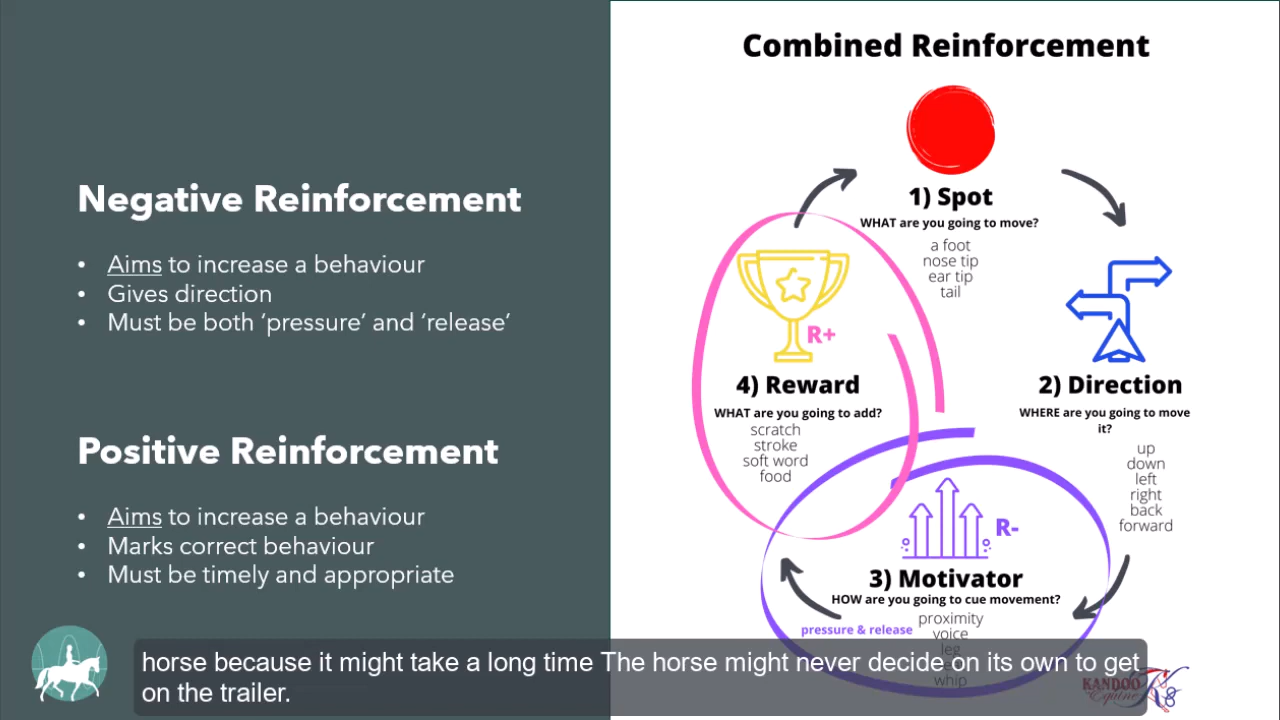 Negative Reinforcement
• Aims to increase a behaviour
• Gives direction
• Must be both ‘pressure’ and ‘release’
Positive Reinforcement
• Aims to increase a behaviour
• Marks correct behaviour
• Must be timely and appropriate
Combined Reinforcement
1) Spot
WHAT are you going to move?
a foot
nose tip
ear tip
tail
2) Direction
WHERE are you going to move
it?
up
down
left
right
back
forward
R-
3) Motivator
HOW are you going to cue movement?
pressure & release
proximity
voice
leg
whip
R+
4) Reward
WHAT are you going to add?
scratch
stroke
soft word
food
horse because it might take a long time The horse might never decide on its own to get
on the trailer.
KANDOO
Equine